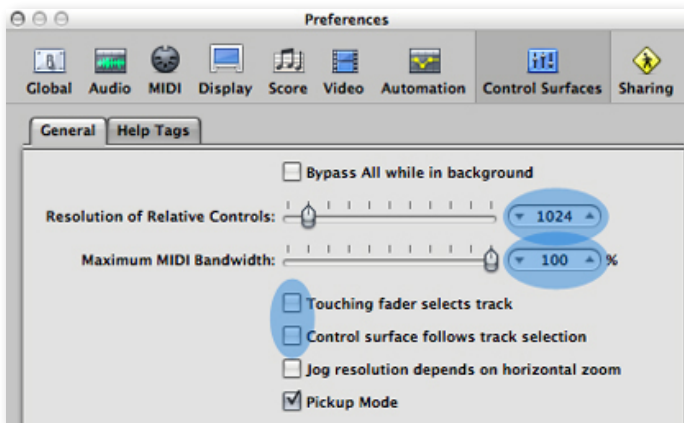 Preferences
Global Audio MIDI Display Score Video Automation Control Surfaces Sharing
General Help Tags
Bypass All while in background
Resolution of Relative Controls: 1024
Maximum MIDI Bandwidth: 100 %
Touching fader selects track
Control surface follows track selection
Jog resolution depends on horizontal zoom
Pickup Mode